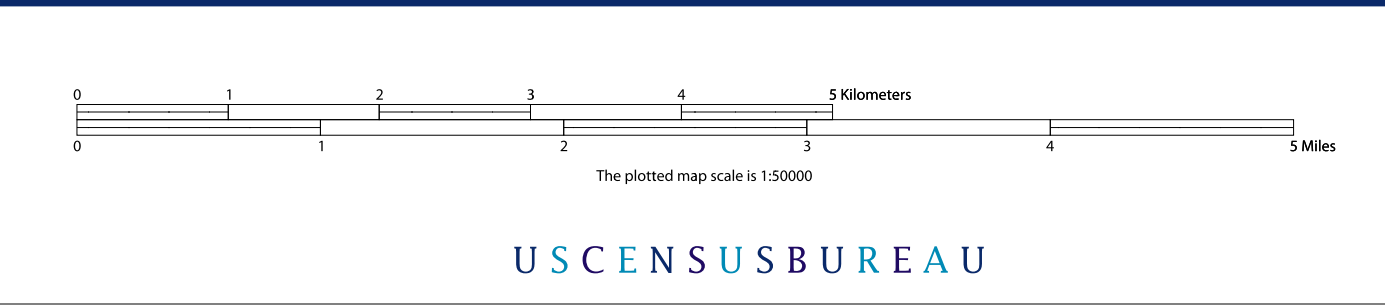 0 1 2 3 4 5 Kilometers
0 1 2 3 4 5 Miles
The plotted map scale is 1:50000
USCENSUSBUREAU